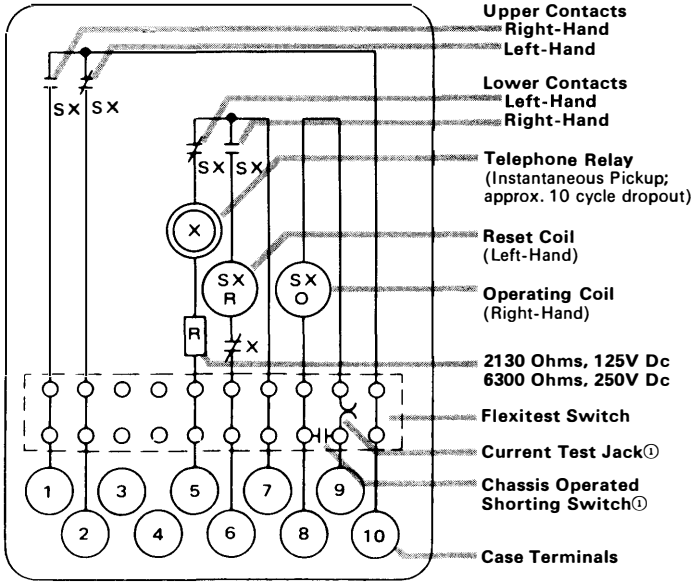 Upper Contacts
Right-Hand
Left-Hand
SX SX
Lower Contacts
Left-Hand
Right-Hand
SX SX
Telephone Relay
(Instantaneous Pickup;
approx. 10 cycle dropout)
X
Reset Coil
(Left-Hand)
SX
R
SX
O
Operating Coil
(Right-Hand)
R
X
2130 Ohms, 125V Dc
6300 Ohms, 250V Dc
Flexitest Switch
Current Test Jack①
Chassis Operated
Shorting Switch①
1 3 5 7 9
2 4 6 8 10
Case Terminals